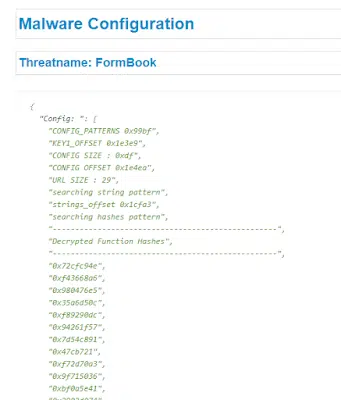 Malware Configuration
Threatname: FormBook
{
"Config: ": [
"CONFIG_PATTERNS 0x99bf",
"KEY1_OFFSET 0x1e3e9",
"CONFIG SIZE : 0xdf",
"CONFIG OFFSET 0x1e4ea",
"URL SIZE : 29",
"searching string pattern",
"strings_offset 0x1cfa3",
"searching hashes pattern",
"--------------------------------------------------",
"Decrypted Function Hashes",
"--------------------------------------------------",
"0x72cfc94e",
"0xf43668a6",
"0x980476e5",
"0x35a6d50c",
"0xf89290dc",
"0x94261f57",
"0x7d54c891",
"0x47cb721",
"0xf72d70a3",
"0x9f715036",
"0xbf0a5e41",